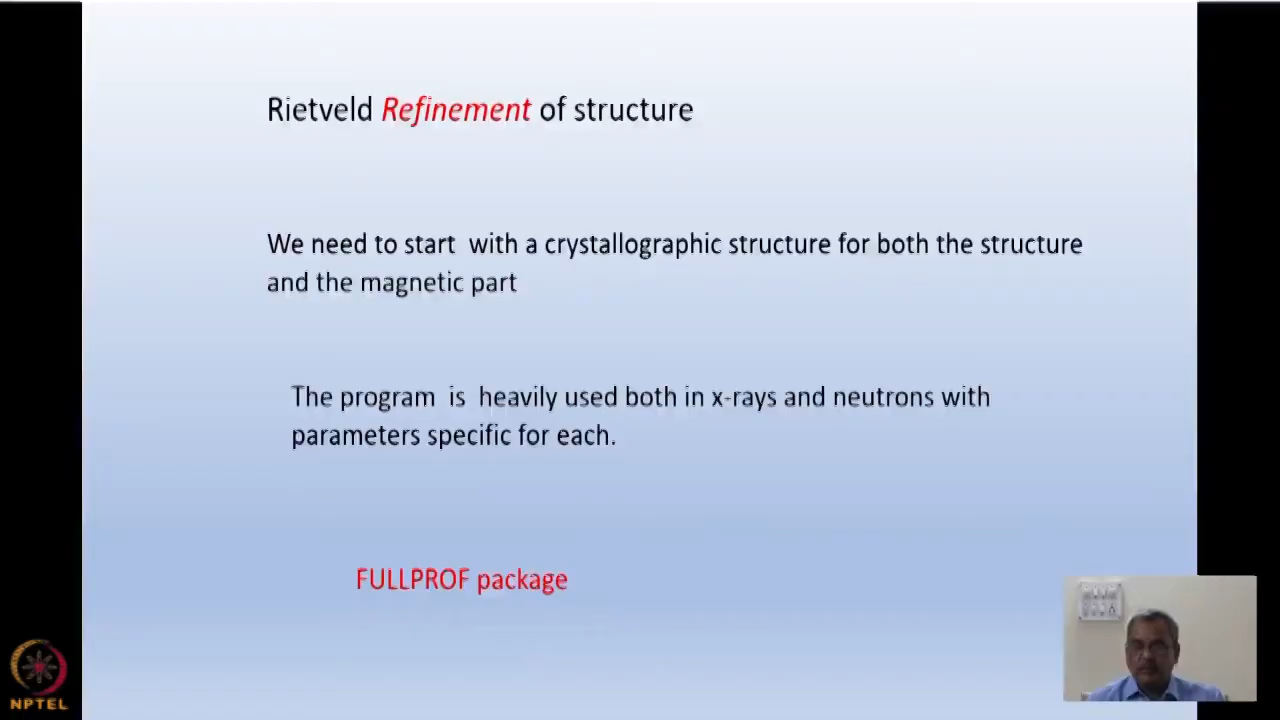 Rietveld Refinement of structure
We need to start with a crystallographic structure for both the structure
and the magnetic part
The program is heavily used both in x-rays and neutrons with
parameters specific for each.
FULLPROF package
NPTEL